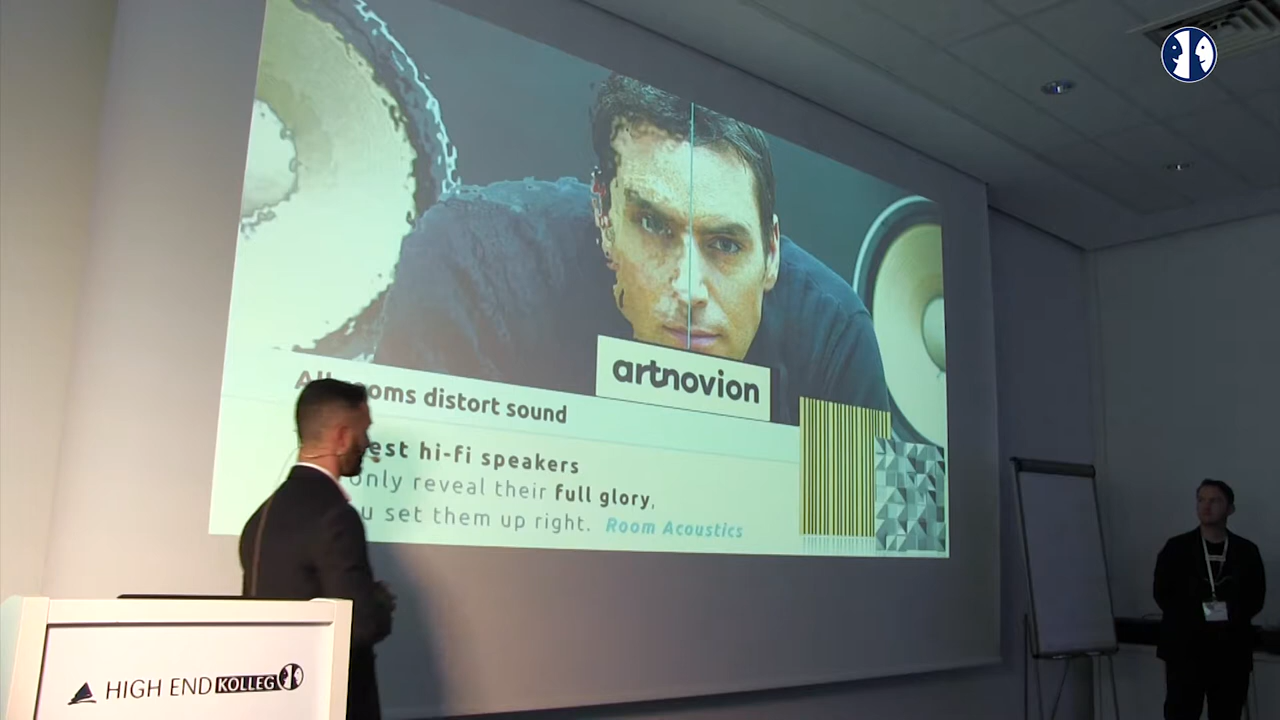 artnovion
All rooms distort sound
est hi-fi speakers
only reveal their full glory,
u set them up right. Room Acoustics
HIGH END KOLLEG